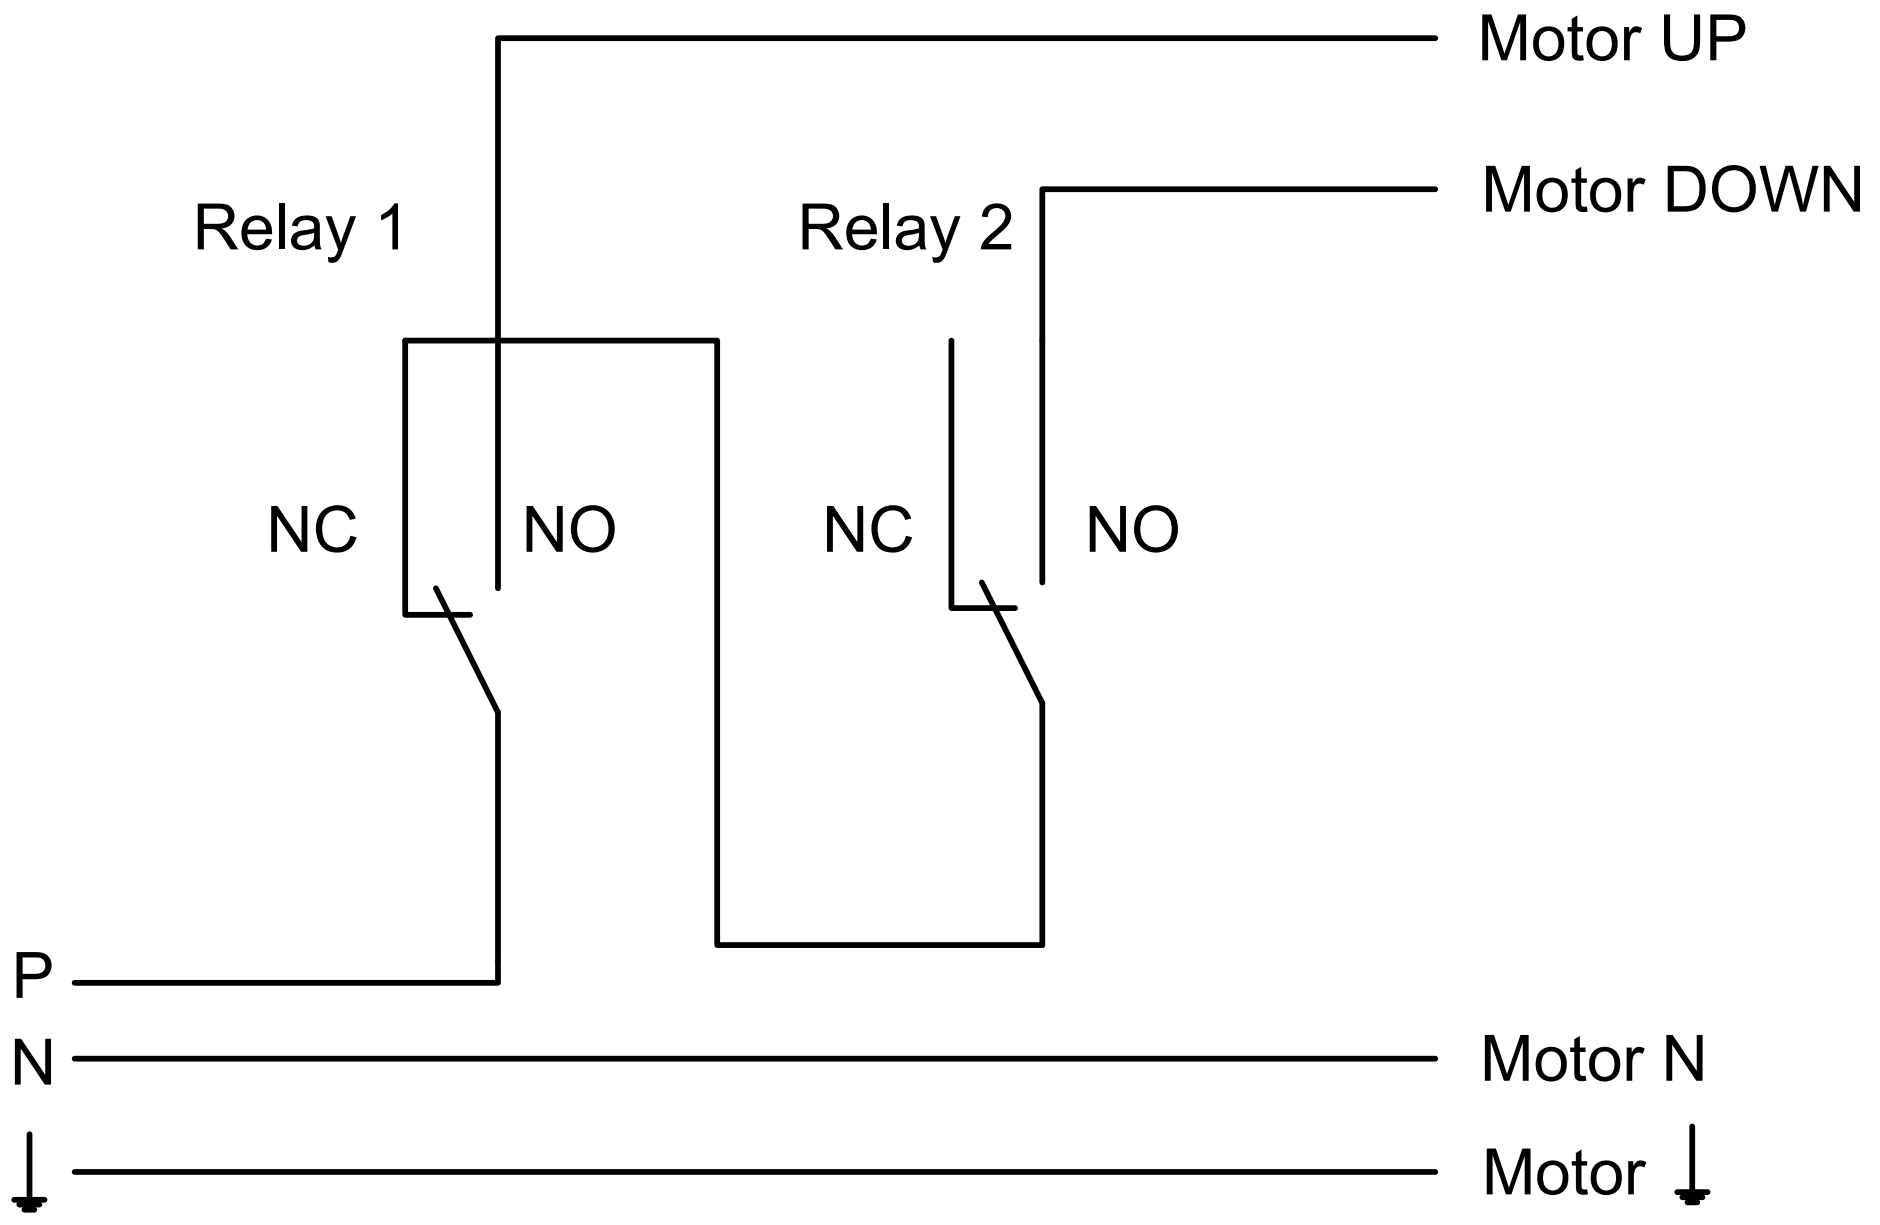 Motor UP
Motor DOWN
Relay 1 Relay 2
NC NO NC NO
P
N Motor N
Motor